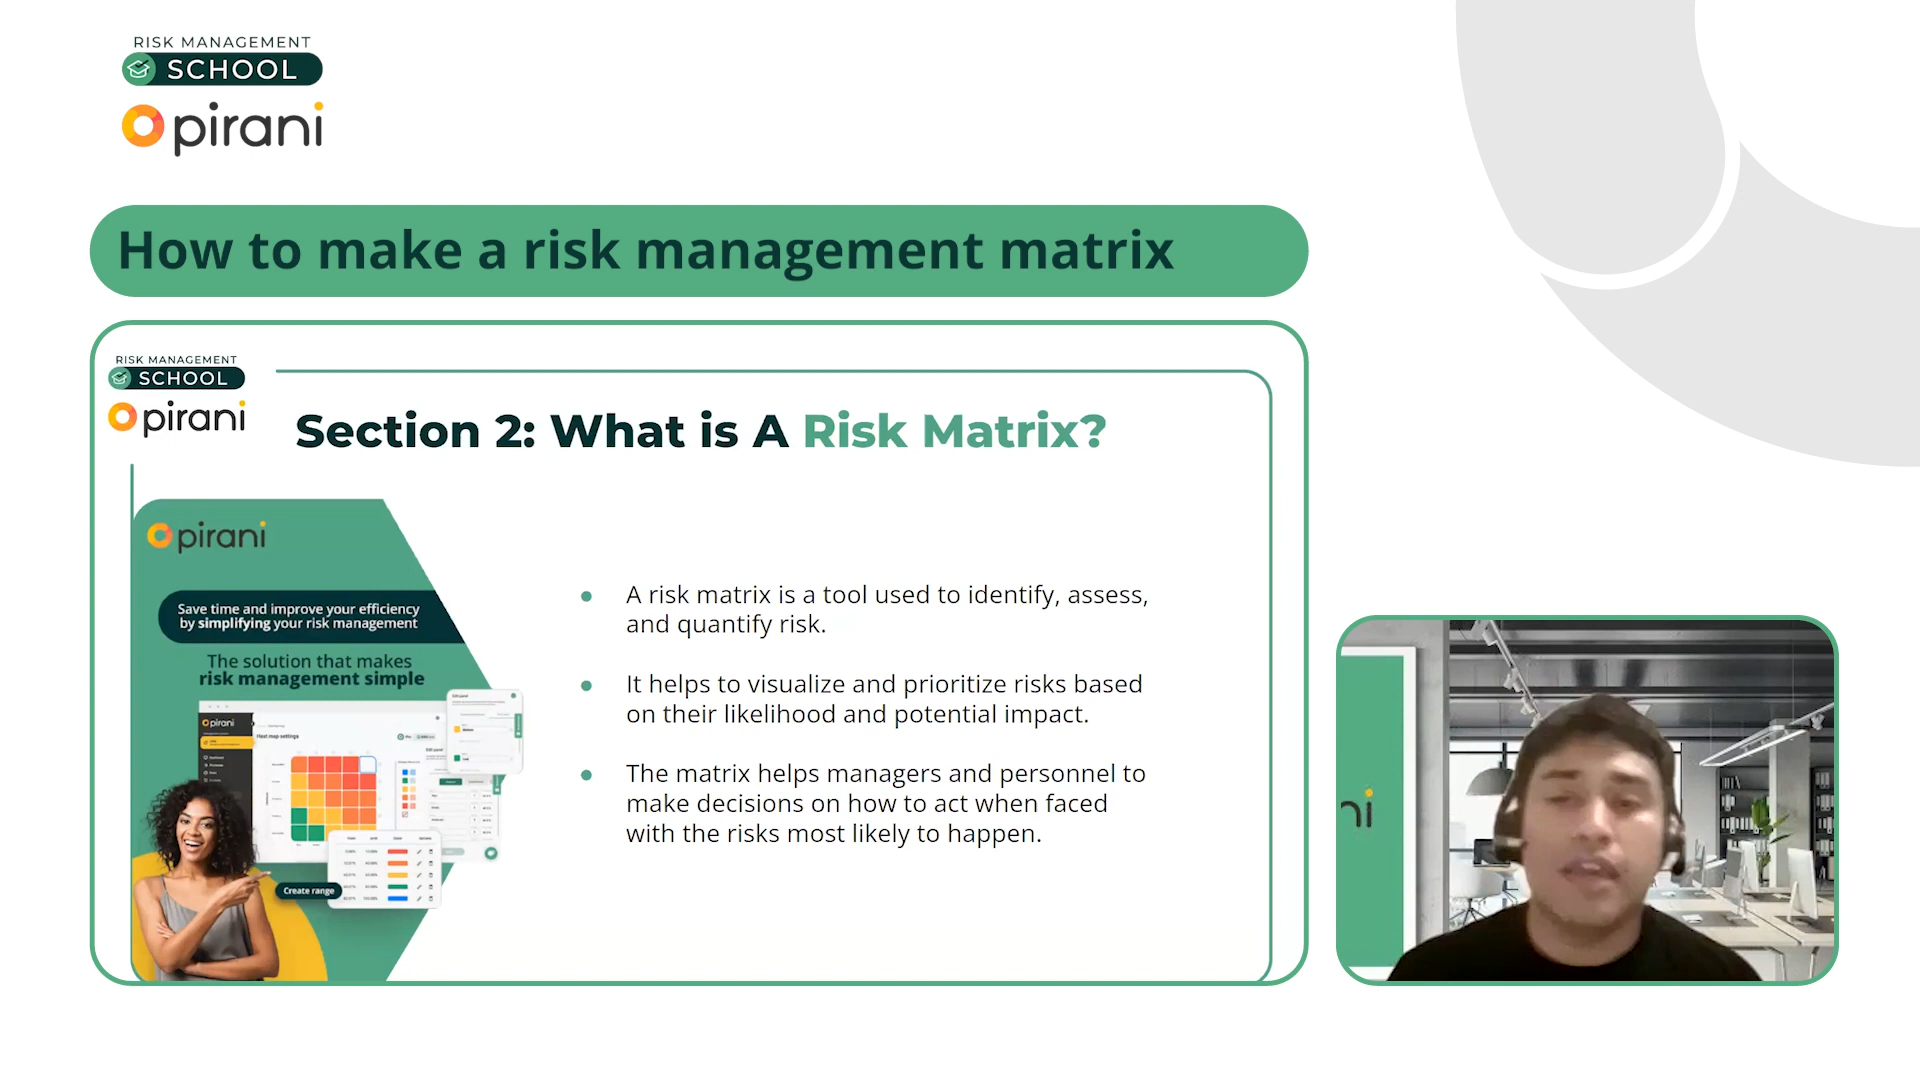 RISK MANAGEMENT
SCHOOL
pirani
How to make a risk management matrix
RISK MANAGEMENT
SCHOOL
pirani
Section 2: What is A Risk Matrix?
pirani
Save time and improve your efficiency
by simplifying your risk management
The solution that makes
risk management simple
pirani
Heat map settings
Create range
● A risk matrix is a tool used to identify, assess,
and quantify risk.
● It helps to visualize and prioritize risks based
on their likelihood and potential impact.
● The matrix helps managers and personnel to
make decisions on how to act when faced
with the risks most likely to happen.
ni